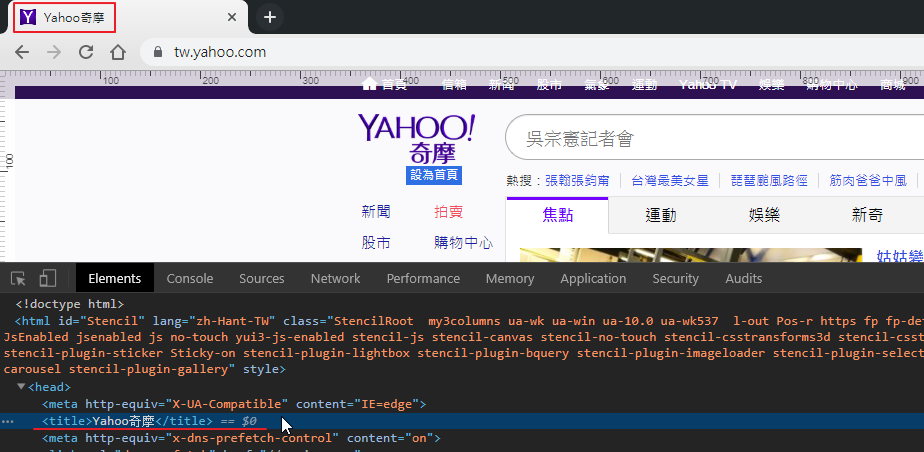 Yahoo奇摩
tw.yahoo.com
100 200 300 400 500 600 700 800 900
首頁 信箱 新聞 股市 氣象 運動 Yahoo TV 娛樂 購物中心 商城
100
YAHOO!
奇摩
設為首頁
吳宗憲記者會
熱搜：張翰張鈞甯 台灣最美女星 琵琶颱風路徑 筋肉爸爸中風
新聞 拍賣
股市 購物中心
焦點 運動 娛樂 新奇
姑姑變
Elements Console Sources Network Performance Memory Application Security Audits
<!doctype html>
<html id="Stencil" lang="zh-Hant-TW" class="StencilRoot my3columns ua-wk ua-win ua-10.0 ua-wk537 l-out Pos-r https fp fp-de
JsEnabled jsenabled js no-touch yui3-js-enabled stencil-js stencil-canvas stencil-no-touch stencil-csstransforms3d stencil-csst
stencil-plugin-sticker Sticky-on stencil-plugin-lightbox stencil-plugin-bquery stencil-plugin-imageloader stencil-plugin-select
carousel stencil-plugin-gallery" style>
<head>
<meta http-equiv="X-UA-Compatible" content="IE=edge">
<title>Yahoo奇摩</title> == $0
<meta http-equiv="x-dns-prefetch-control" content="on">